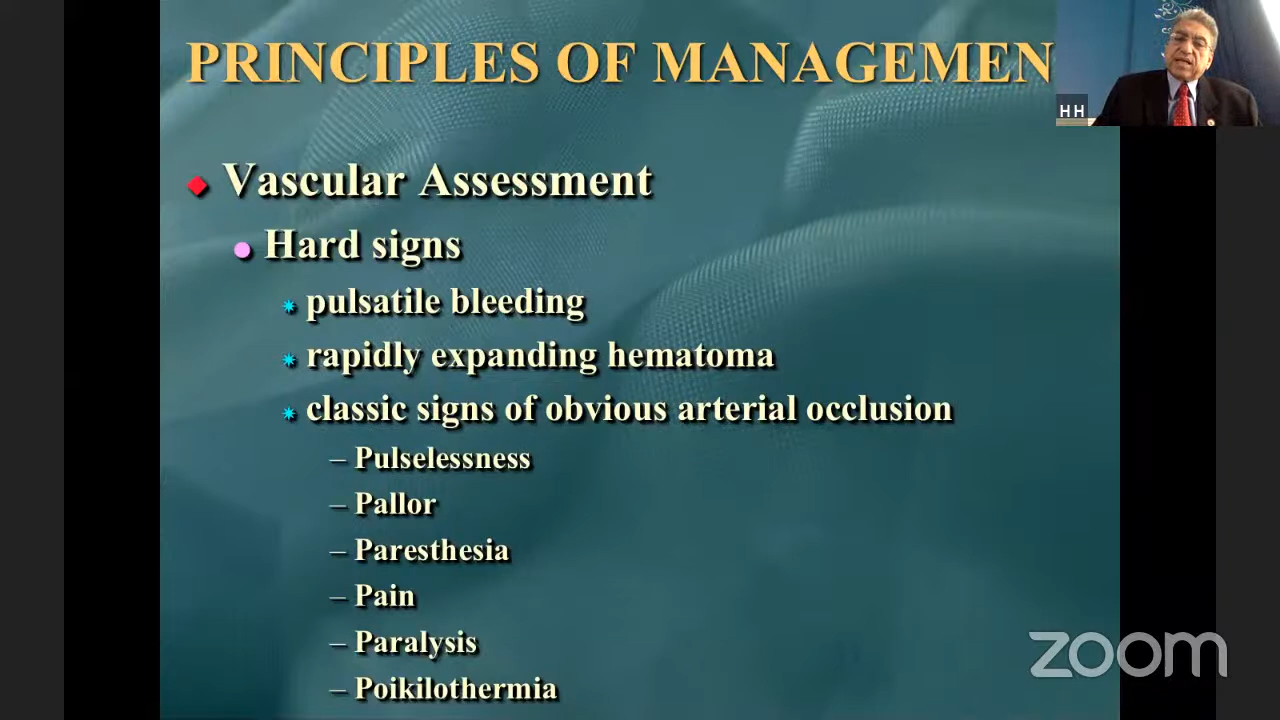 PRINCIPLES OF MANAGEMEN
HH
Vascular Assessment
Hard signs
pulsatile bleeding
rapidly expanding hematoma
classic signs of obvious arterial occlusion
– Pulselessness
– Pallor
– Paresthesia
– Pain
– Paralysis
– Poikilothermia
zoom